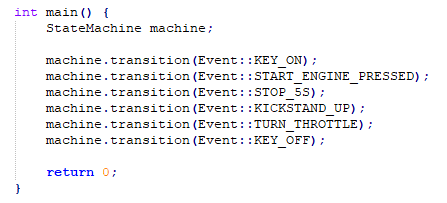 int main() {
    StateMachine machine;

    machine.transition(Event::KEY_ON);
    machine.transition(Event::START_ENGINE_PRESSED);
    machine.transition(Event::STOP_5S);
    machine.transition(Event::KICKSTAND_UP);
    machine.transition(Event::TURN_THROTTLE);
    machine.transition(Event::KEY_OFF);

    return 0;
}